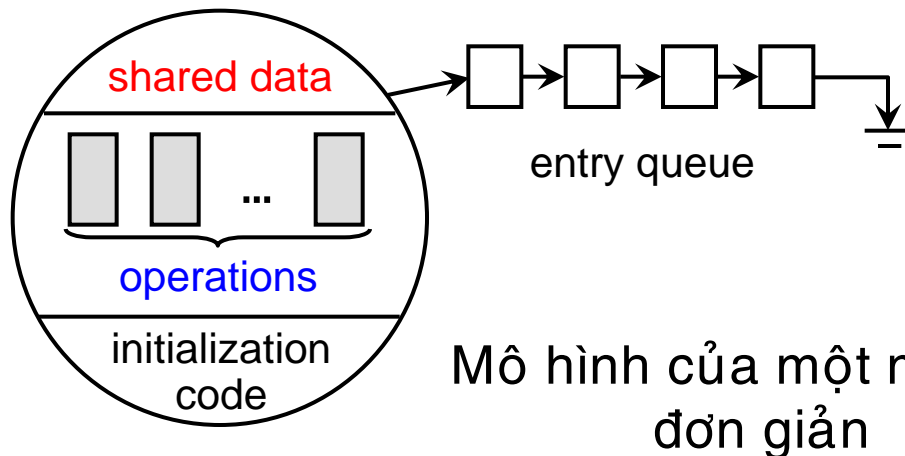 shared data
entry queue
...
operations
initialization
code
Mô hình của một
đơn giản